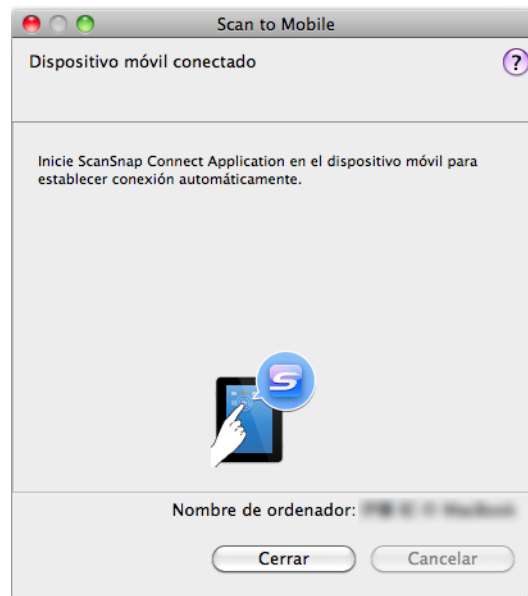 Scan to Mobile
Dispositivo móvil conectado
?
Inicie ScanSnap Connect Application en el dispositivo móvil para
establecer conexión automáticamente.
S
Nombre de ordenador:
Cerrar
Cancelar